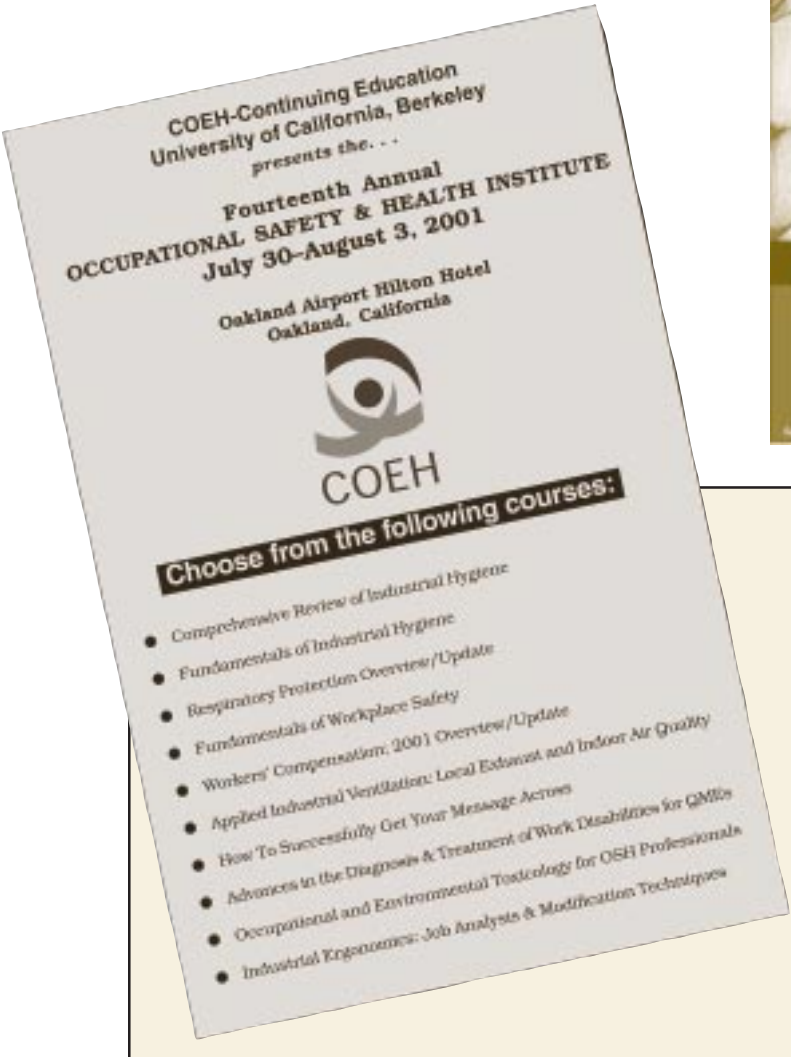 COEH-Continuing Education
University of California, Berkeley
presents the. . .
Fourteenth Annual
OCCUPATIONAL SAFETY & HEALTH INSTITUTE
July 30–August 3, 2001
Oakland Airport Hilton Hotel
Oakland, California
COEH
Choose from the following courses:
● Comprehensive Review of Industrial Hygiene
● Fundamentals of Industrial Hygiene
● Respiratory Protection Overview/Update
● Fundamentals of Workplace Safety
● Workers' Compensation: 2001 Overview/Update
● Applied Industrial Ventilation: Local Exhaust and Indoor Air Quality
● How To Successfully Get Your Message Across
● Advances in the Diagnosis & Treatment of Work Disabilities for QMEs
● Occupational and Environmental Toxicology for OSH Professionals
● Industrial Ergonomics: Job Analysis & Modification Techniques